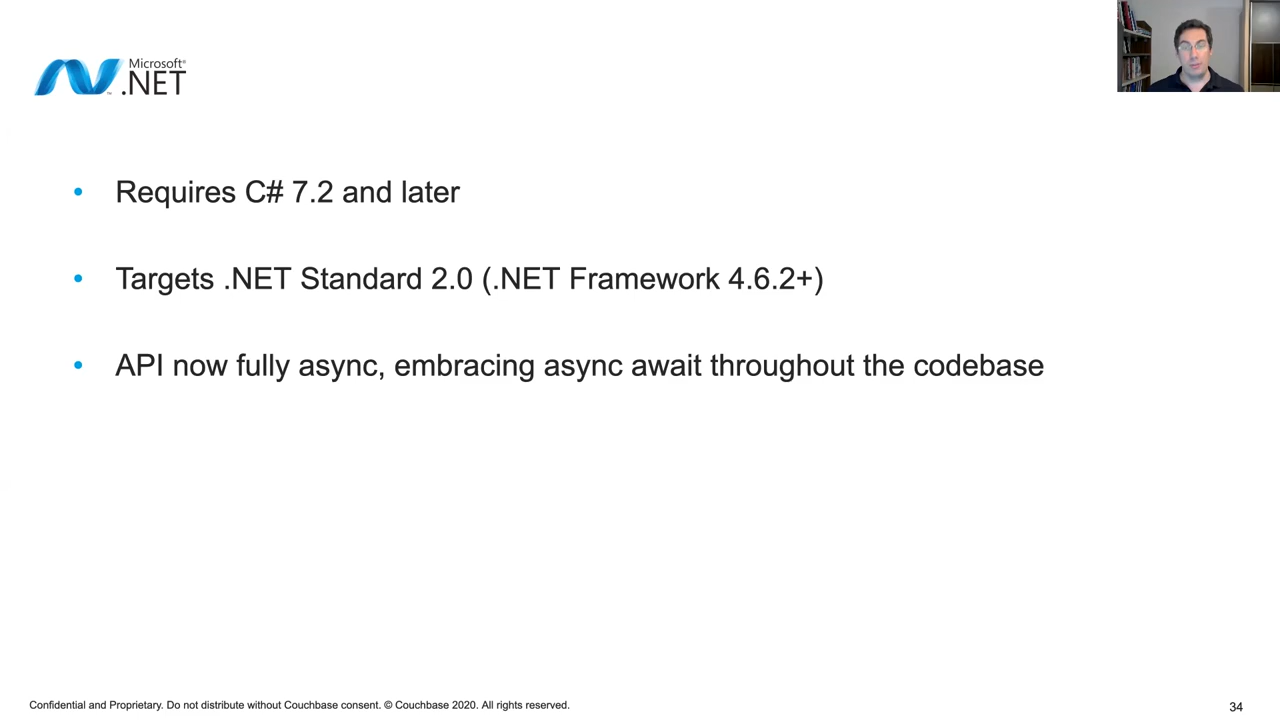 Microsoft®
.NET
• Requires C# 7.2 and later
• Targets .NET Standard 2.0 (.NET Framework 4.6.2+)
• API now fully async, embracing async await throughout the codebase
Confidential and Proprietary. Do not distribute without Couchbase consent. © Couchbase 2020. All rights reserved.
34